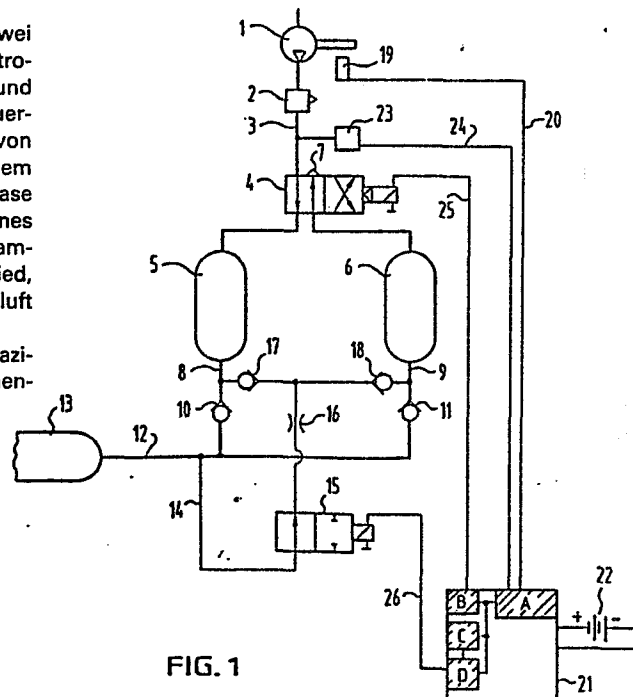 wei
tro-
und
uer-
von
em
ase
nes
am-
ied,
luft
azi-
nen-
1
19
2
23
3
24
20
7
4
25
5
6
8
17
18
9
10
16
11
13
12
14
15
26
B
A
22
+
-
C
D
21
FIG. 1